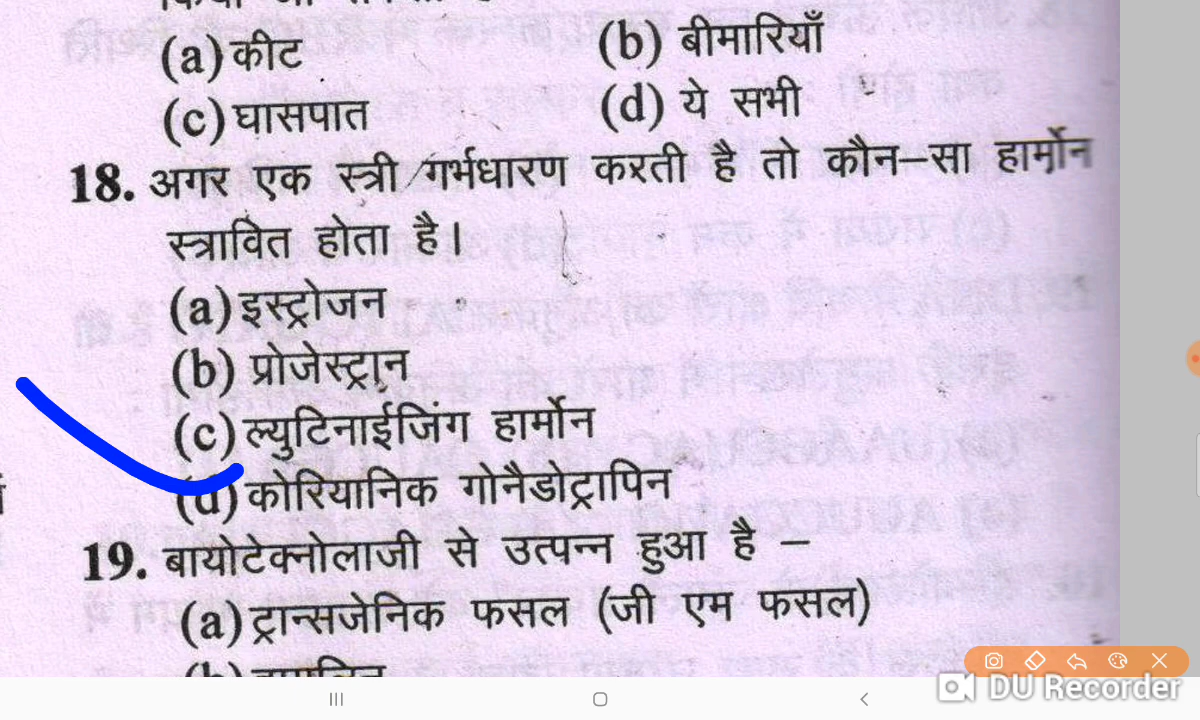 (a) कीट (b) बीमारियाँ
(c) घासपात (d) ये सभी
18. अगर एक स्त्री गर्भधारण करती है तो कौन–सा हार्मोन
स्त्रावित होता है।
(a) इस्ट्रोजन
(b) प्रोजेस्ट्रान
(c) ल्युटिनाईजिंग हार्मोन
(d) कोरियानिक गोनैडोट्रापिन
19. बायोटेक्नोलाजी से उत्पन्न हुआ है –
(a) ट्रान्सजेनिक फसल (जी एम फसल)
DU Recorder